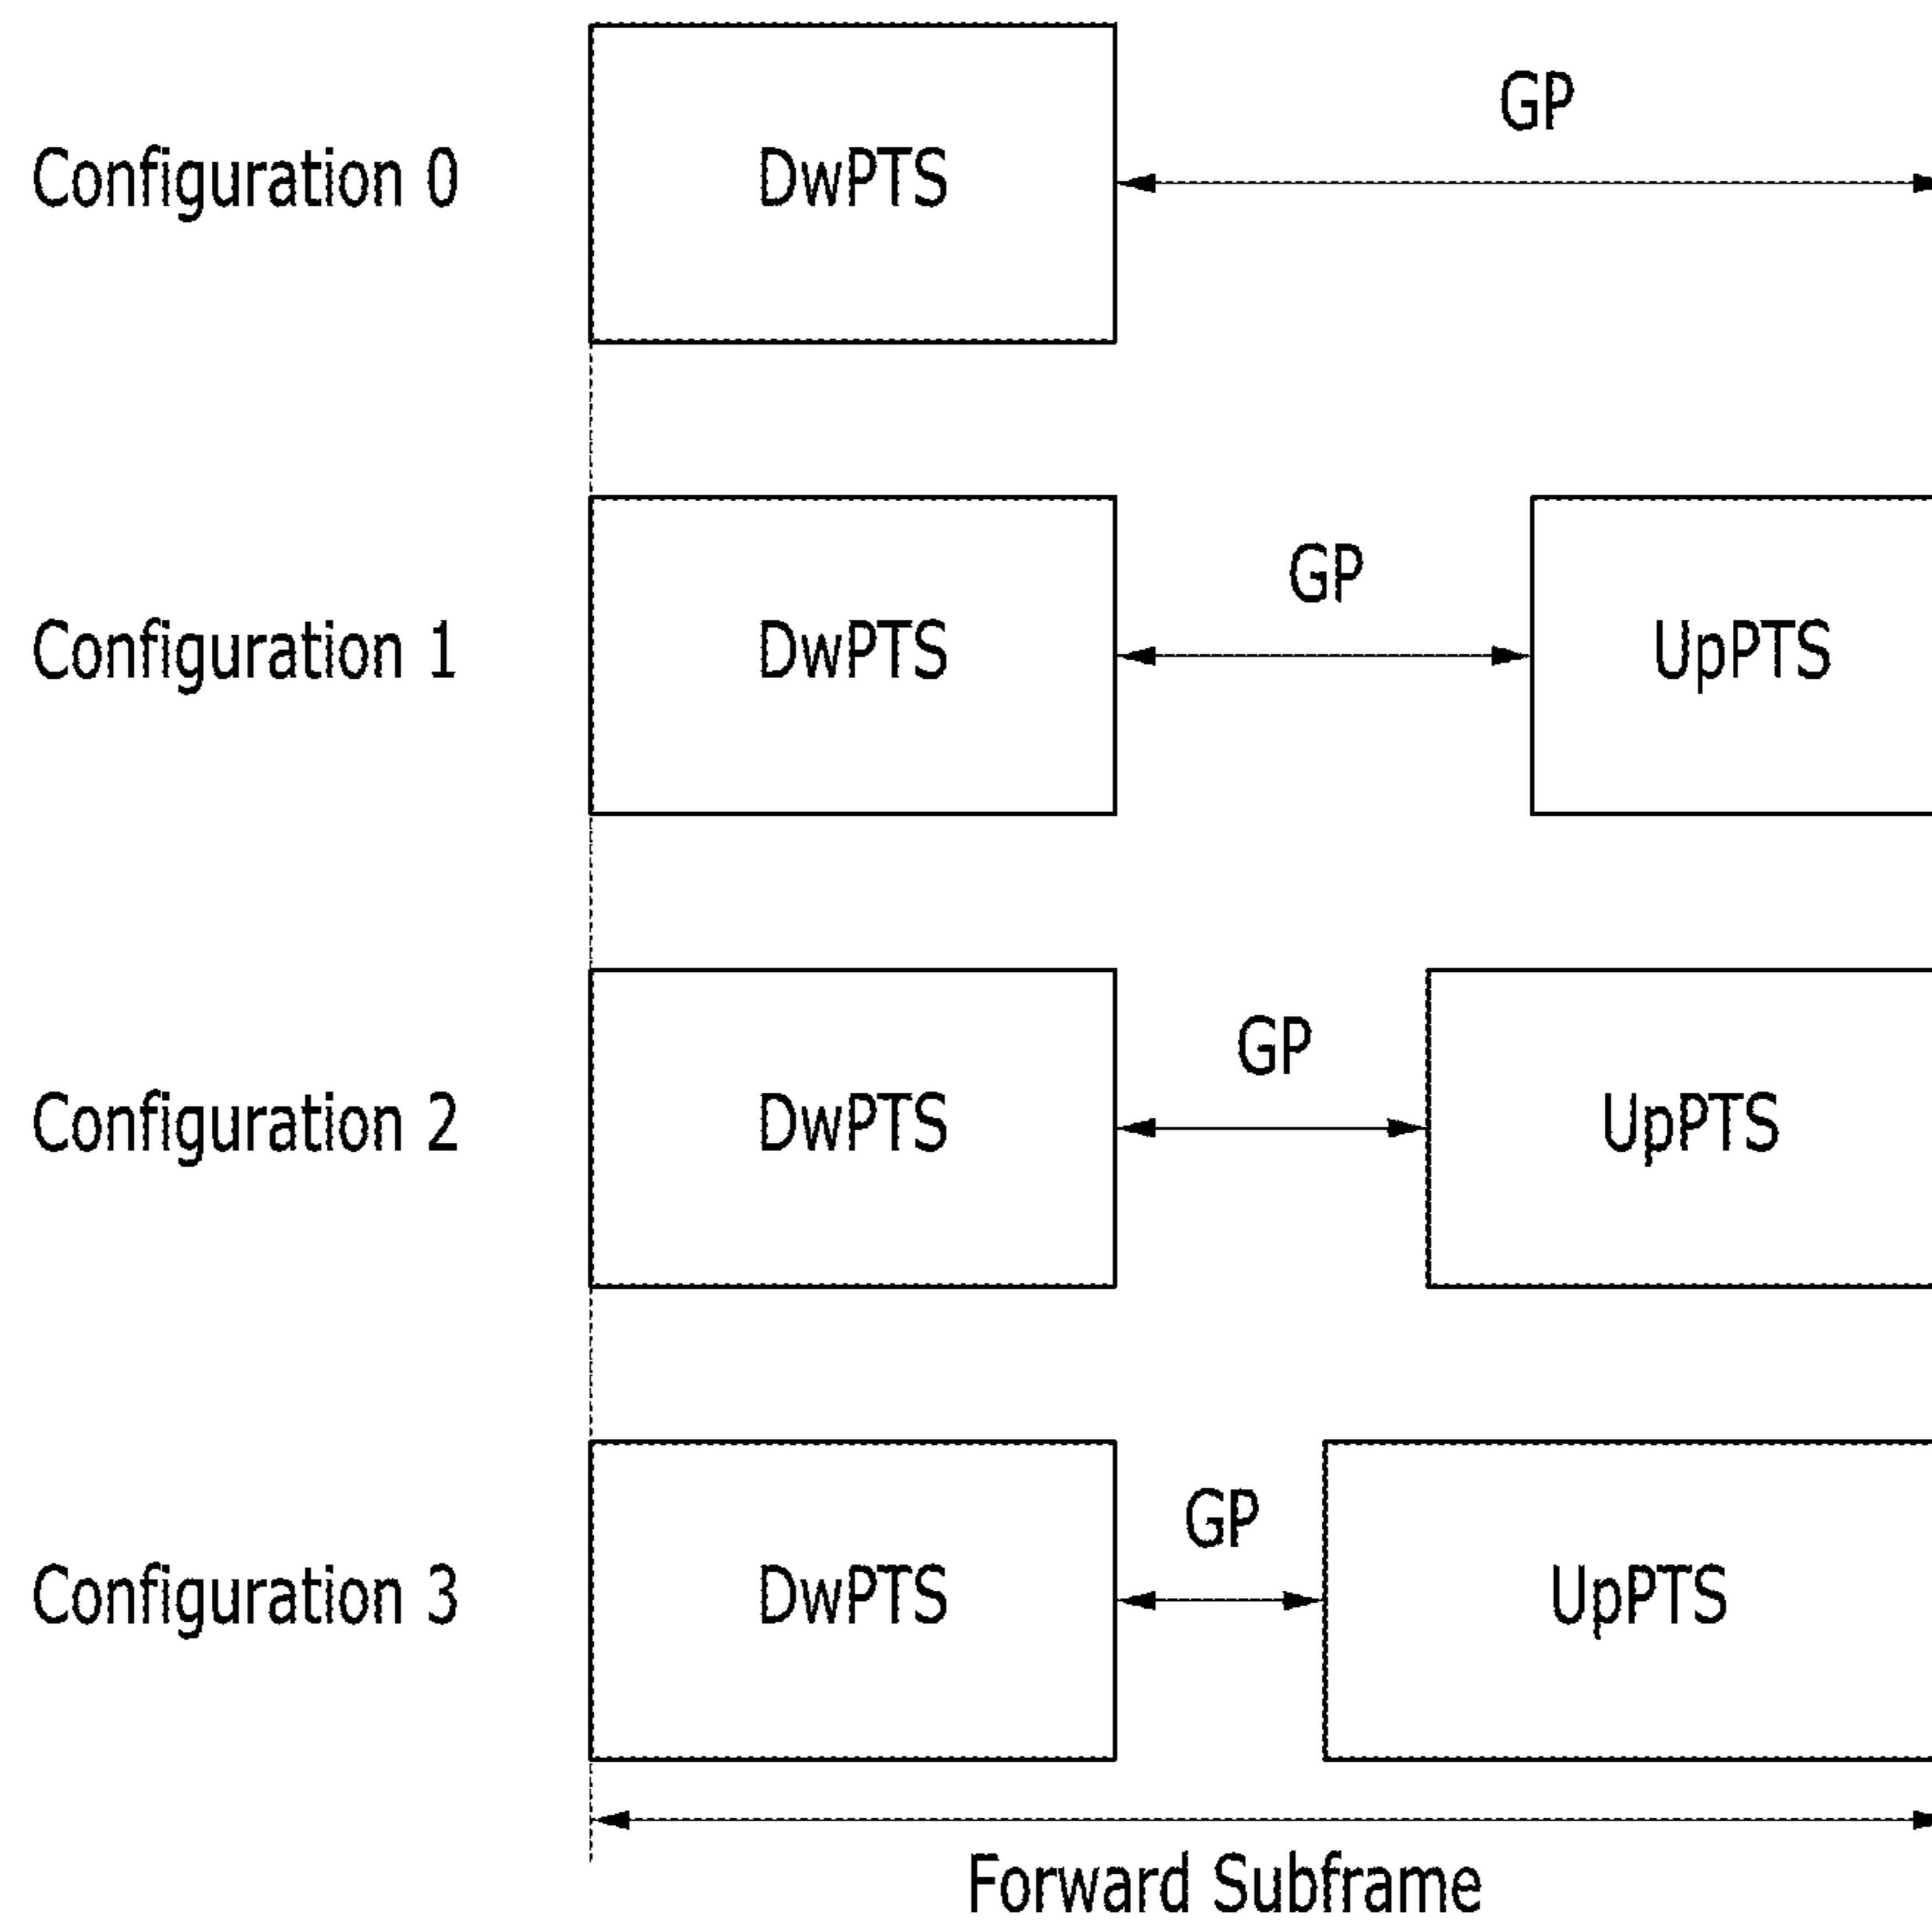 GP
Configuration 0 DwPTS
GP
Configuration 1 DwPTS UpPTS
GP
Configuration 2 DwPTS UpPTS
GP
Configuration 3 DwPTS UpPTS
Forward Subframe